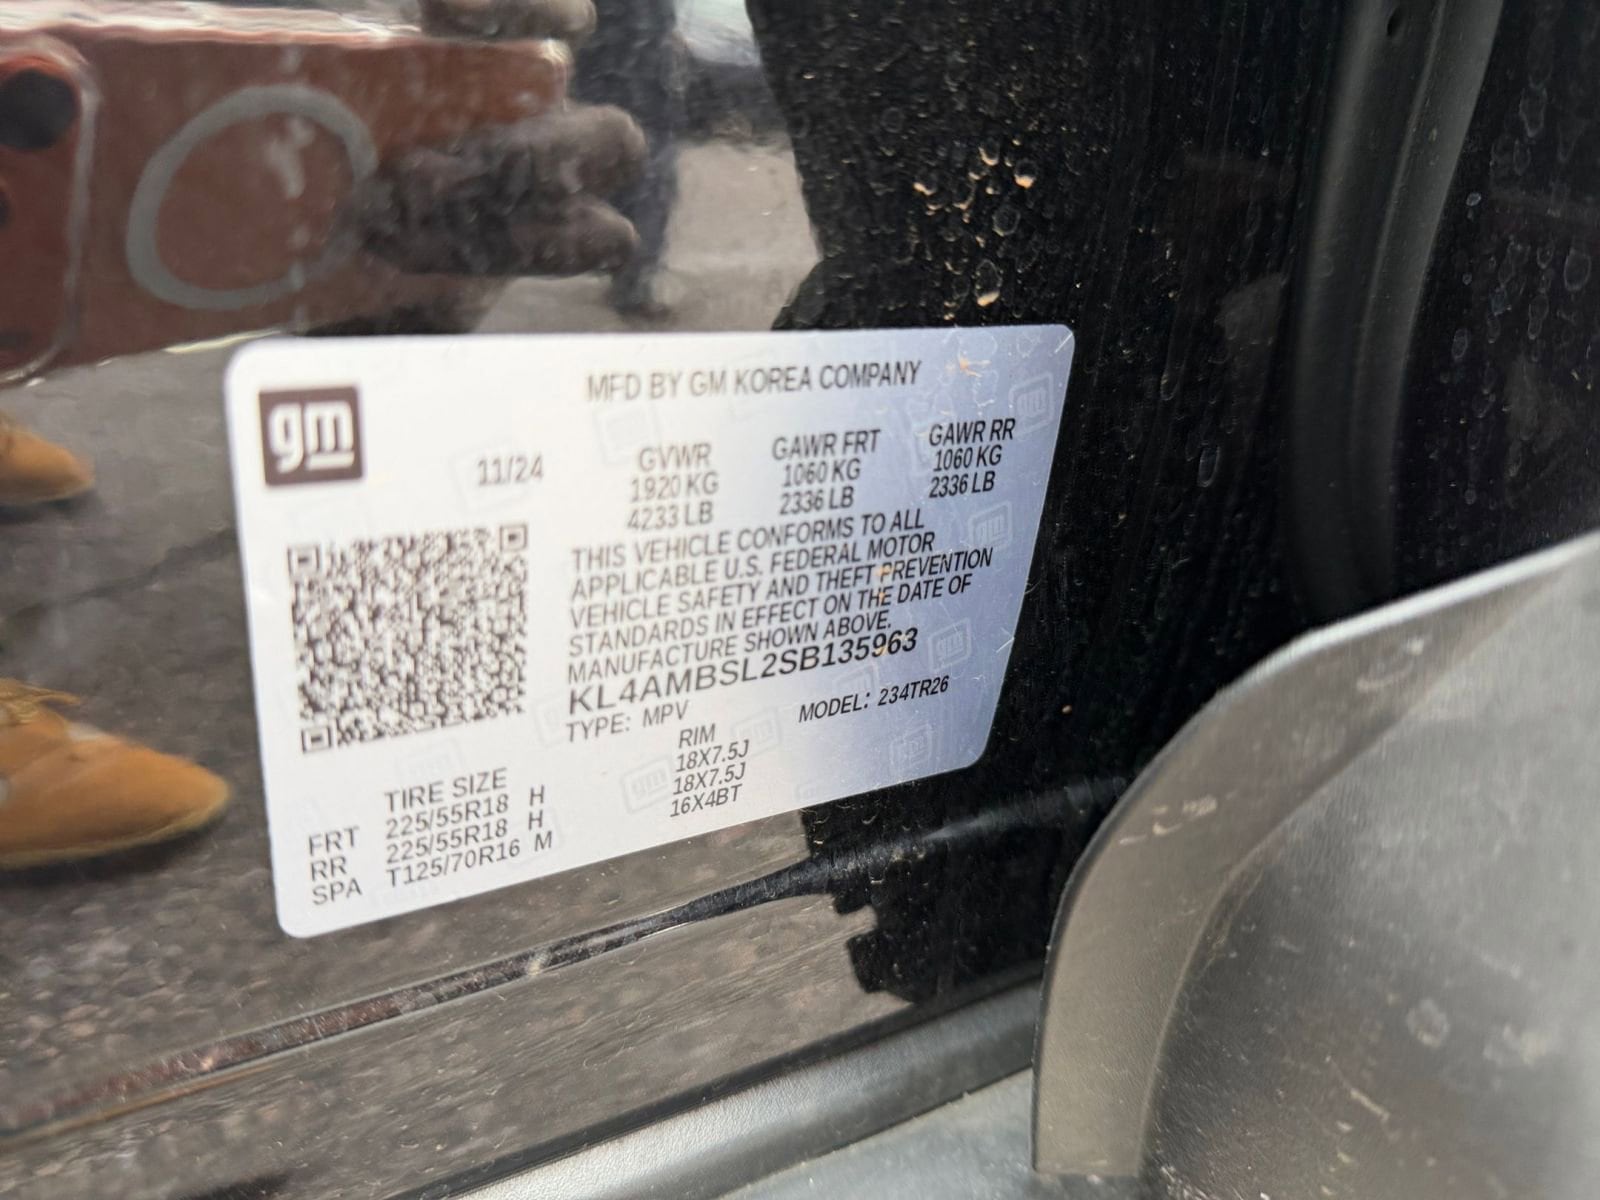 gm
MFD BY GM KOREA COMPANY
11/24
GVWR
1920 KG
4233 LB
GAWR FRT
1060 KG
2336 LB
GAWR RR
1060 KG
2336 LB
THIS VEHICLE CONFORMS TO ALL
APPLICABLE U.S. FEDERAL MOTOR
VEHICLE SAFETY AND THEFT PREVENTION
STANDARDS IN EFFECT ON THE DATE OF
MANUFACTURE SHOWN ABOVE.
KL4AMBSL2SB135963
TYPE: MPV
MODEL: 234TR26
TIRE SIZE
RIM
FRT 225/55R18 H 18X7.5J
RR 225/55R18 H 18X7.5J
SPA T125/70R16 M 16X4BT